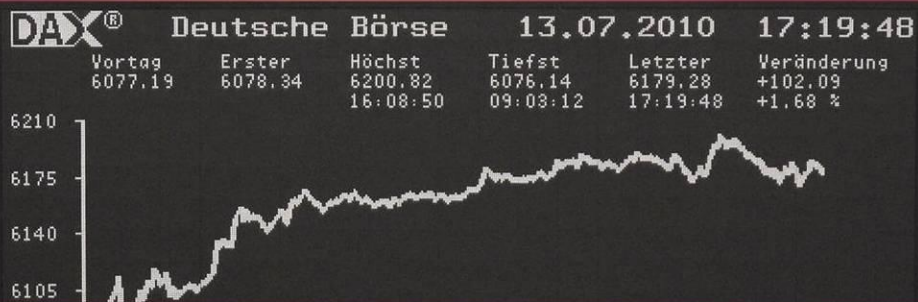 DAX® Deutsche Börse 13.07.2010 17:19:48
Vortag Erster Höchst Tiefst Letzter Veränderung
6077.19 6078.34 6200.82 6076.14 6179.28 +102.09
16:08:50 09:03:12 17:19:48 +1.68 %
6210
6175
6140
6105